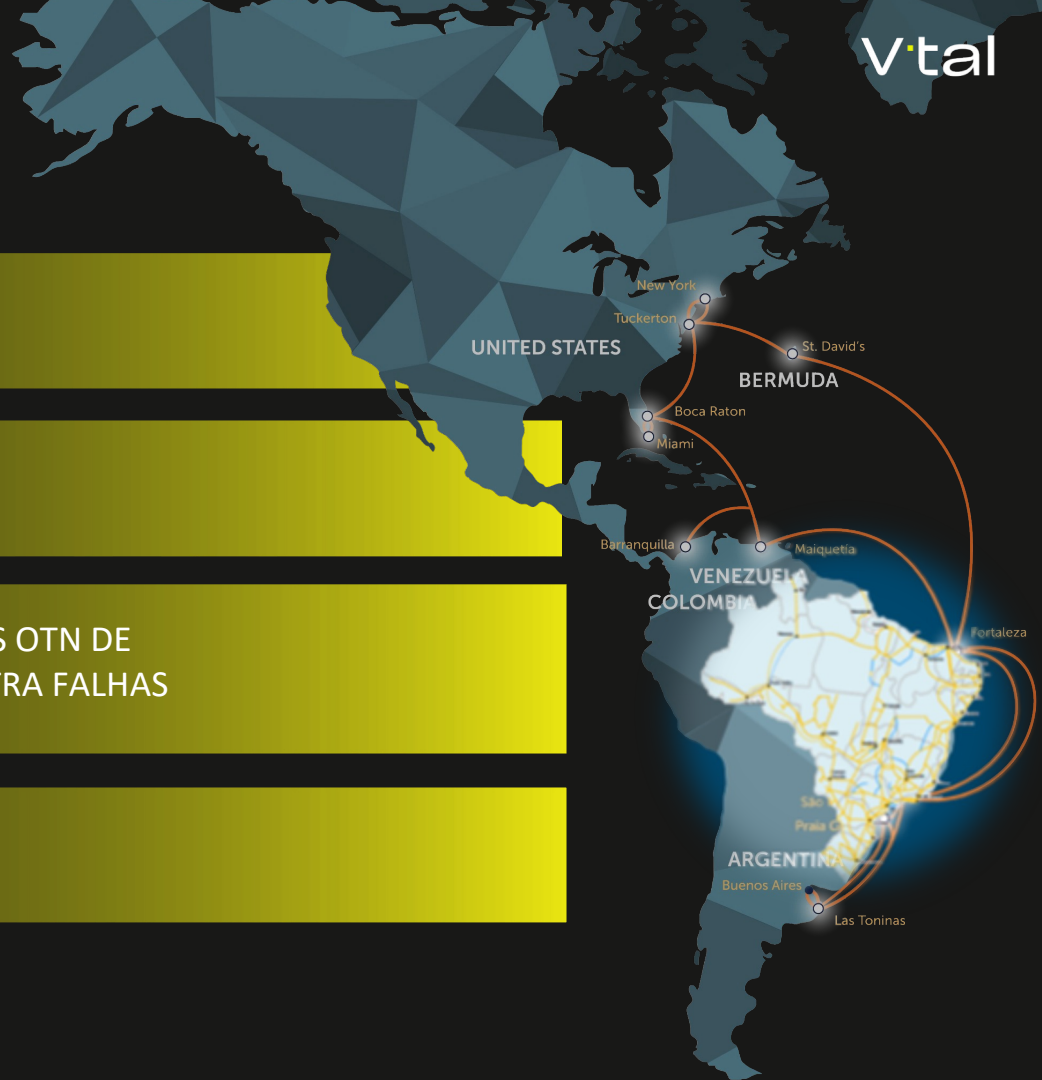 V·tal
New York
Tuckerton
UNITED STATES
St. David's
BERMUDA
Boca Raton
Miami
Barranquilla
Maiquetia
VENEZUELA
COLOMBIA
S OTN DE
TRA FALHAS
Fortaleza
São
Praia G
ARGENTINA
Buenos Aires
Las Toninas